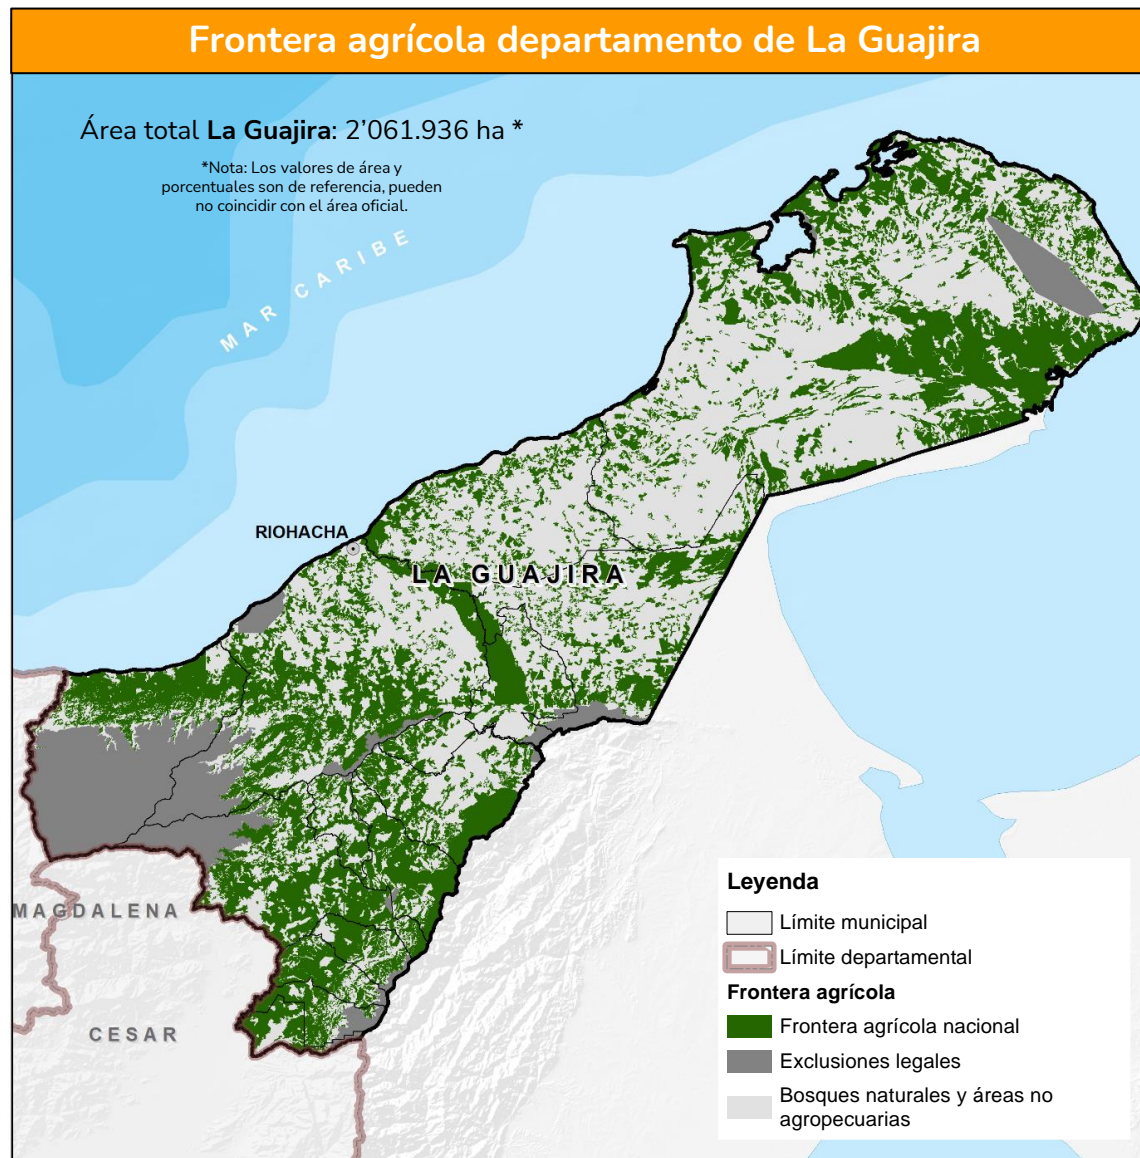 Frontera agrícola departamento de La Guajira
Área total La Guajira: 2’061.936 ha *
*Nota: Los valores de área y
porcentuales son de referencia, pueden
no coincidir con el área oficial.
MAR CARIBE
RIOHACHA
LA GUAJIRA
MAGDALENA
CESAR
Leyenda
Límite municipal
Límite departamental
Frontera agrícola
Frontera agrícola nacional
Exclusiones legales
Bosques naturales y áreas no
agropecuarias